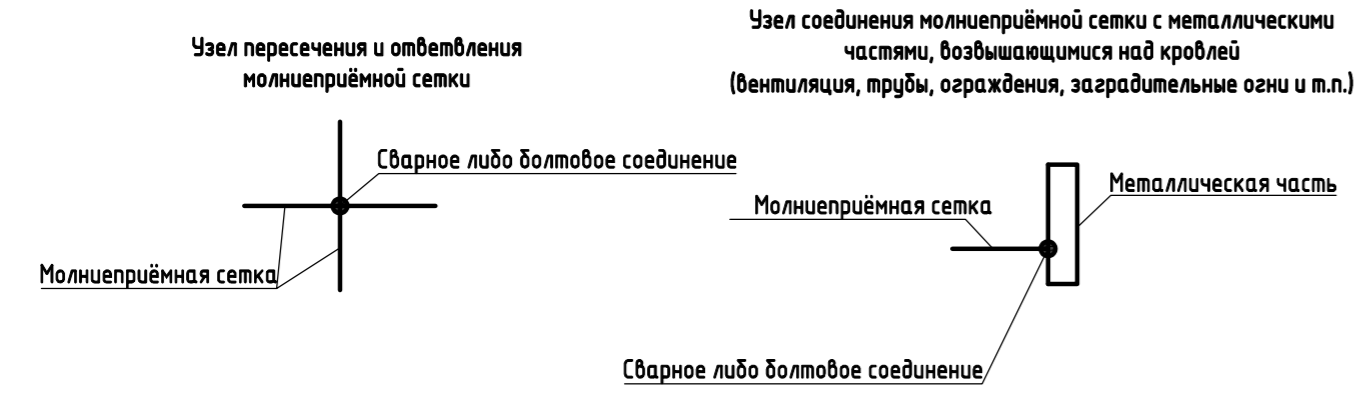 Узел пересечения и ответвления
молниеприёмной сетки
Сварное либо болтовое соединение
Молниеприёмная сетка
Узел соединения молниеприёмной сетки с металлическими
частями, возвышающимися над кровлей
(вентиляция, трубы, ограждения, заградительные огни и т.п.)
Металлическая часть
Молниеприёмная сетка
Сварное либо болтовое соединение